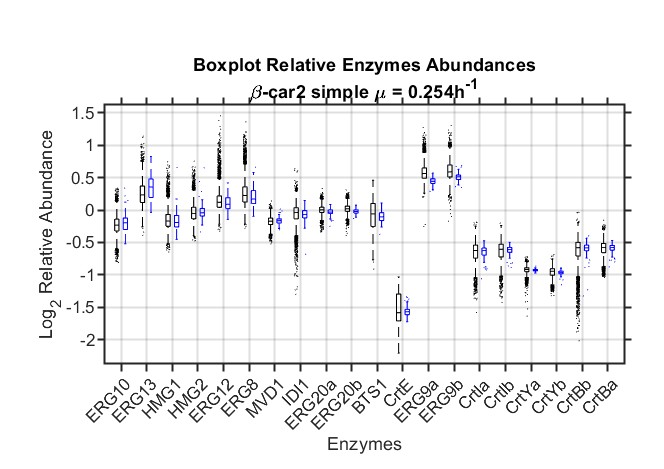 Boxplot Relative Enzymes Abundances
β-car2 simple μ = 0.254h⁻¹
1.5
1
0.5
0
-0.5
-1
-1.5
-2
Log₂ Relative Abundance
ERG10 ERG13 HMG1 HMG2 ERG12 ERG8 MVD1 IDI1 ERG20a ERG20b BTS1 CrtE ERG9a ERG9b CrtIa CrtIb CrtYa CrtYb CrtBb CrtBa
Enzymes